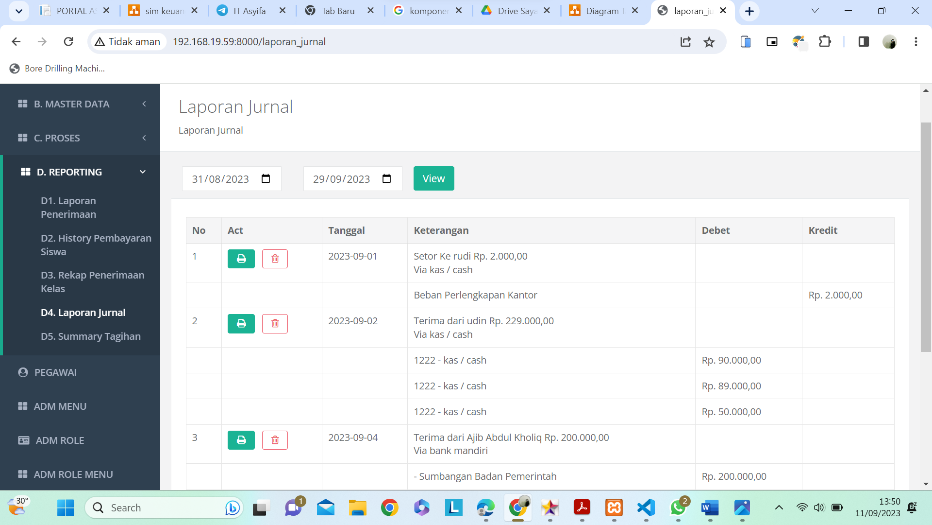 PORTAL A
sim keuan
TI Asyifa
Tab Baru
kompone
Drive Say
Diagram
laporan_ju
Tidak aman
192.168.19.59:8000/laporan_jurnal
Bore Drilling Machi...
B. MASTER DATA
C. PROSES
D. REPORTING
D1. Laporan
Penerimaan
D2. History Pembayaran
Siswa
D3. Rekap Penerimaan
Kelas
D4. Laporan Jurnal
D5. Summary Tagihan
PEGAWAI
ADM MENU
ADM ROLE
ADM ROLE MENU
Laporan Jurnal
Laporan Jurnal
31/08/2023 29/09/2023 View
No Act Tanggal Keterangan Debet Kredit
1 2023-09-01 Setor Ke rudi Rp. 2.000,00
Via kas / cash
Beban Perlengkapan Kantor Rp. 2.000,00
2 2023-09-02 Terima dari udin Rp. 229.000,00
Via kas / cash
1222 - kas / cash Rp. 90.000,00
1222 - kas / cash Rp. 89.000,00
1222 - kas / cash Rp. 50.000,00
3 2023-09-04 Terima dari Ajib Abdul Kholiq Rp. 200.000,00
Via bank mandiri
- Sumbangan Badan Pemerintah Rp. 200.000,00
30°
Search
1
2
13:50
11/09/2023